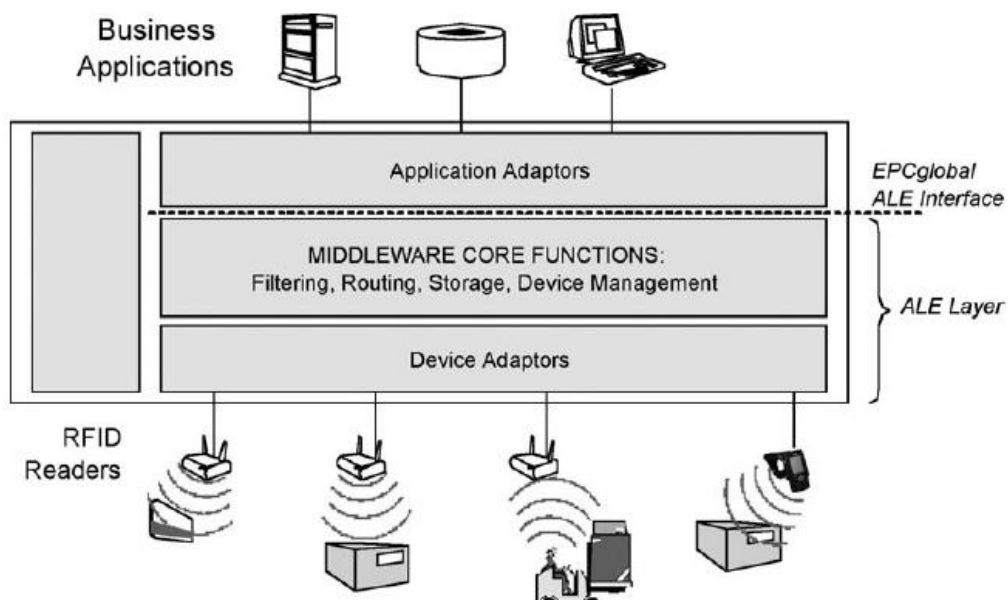 Business
Applications
Application Adaptors
EPCglobal
ALE Interface
MIDDLEWARE CORE FUNCTIONS:
Filtering, Routing, Storage, Device Management
ALE Layer
Device Adaptors
RFID
Readers